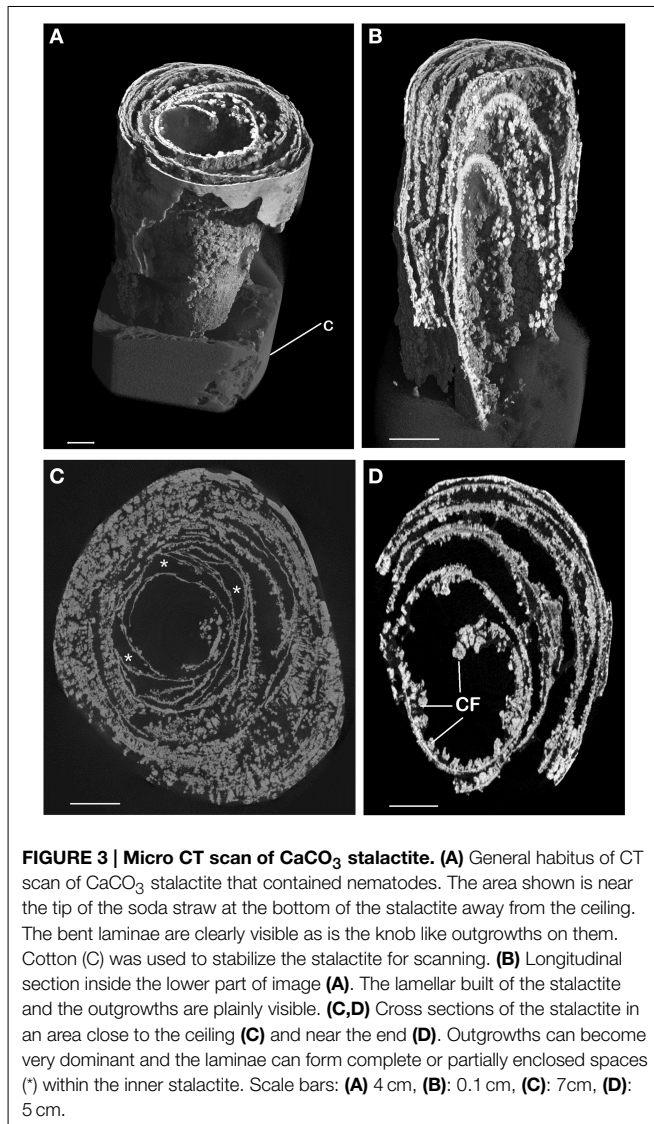 A
B
C
C
D
*
*
*
CF
FIGURE 3 | Micro CT scan of CaCO3 stalactite. (A) General habitus of CT
scan of CaCO3 stalactite that contained nematodes. The area shown is near
the tip of the soda straw at the bottom of the stalactite away from the ceiling.
The bent laminae are clearly visible as is the knob like outgrowths on them.
Cotton (C) was used to stabilize the stalactite for scanning. (B) Longitudinal
section inside the lower part of image (A). The lamellar built of the stalactite
and the outgrowths are plainly visible. (C,D) Cross sections of the stalactite in
an area close to the ceiling (C) and near the end (D). Outgrowths can become
very dominant and the laminae can form complete or partially enclosed spaces
(*) within the inner stalactite. Scale bars: (A) 4 cm, (B): 0.1 cm, (C): 7cm, (D):
5 cm.